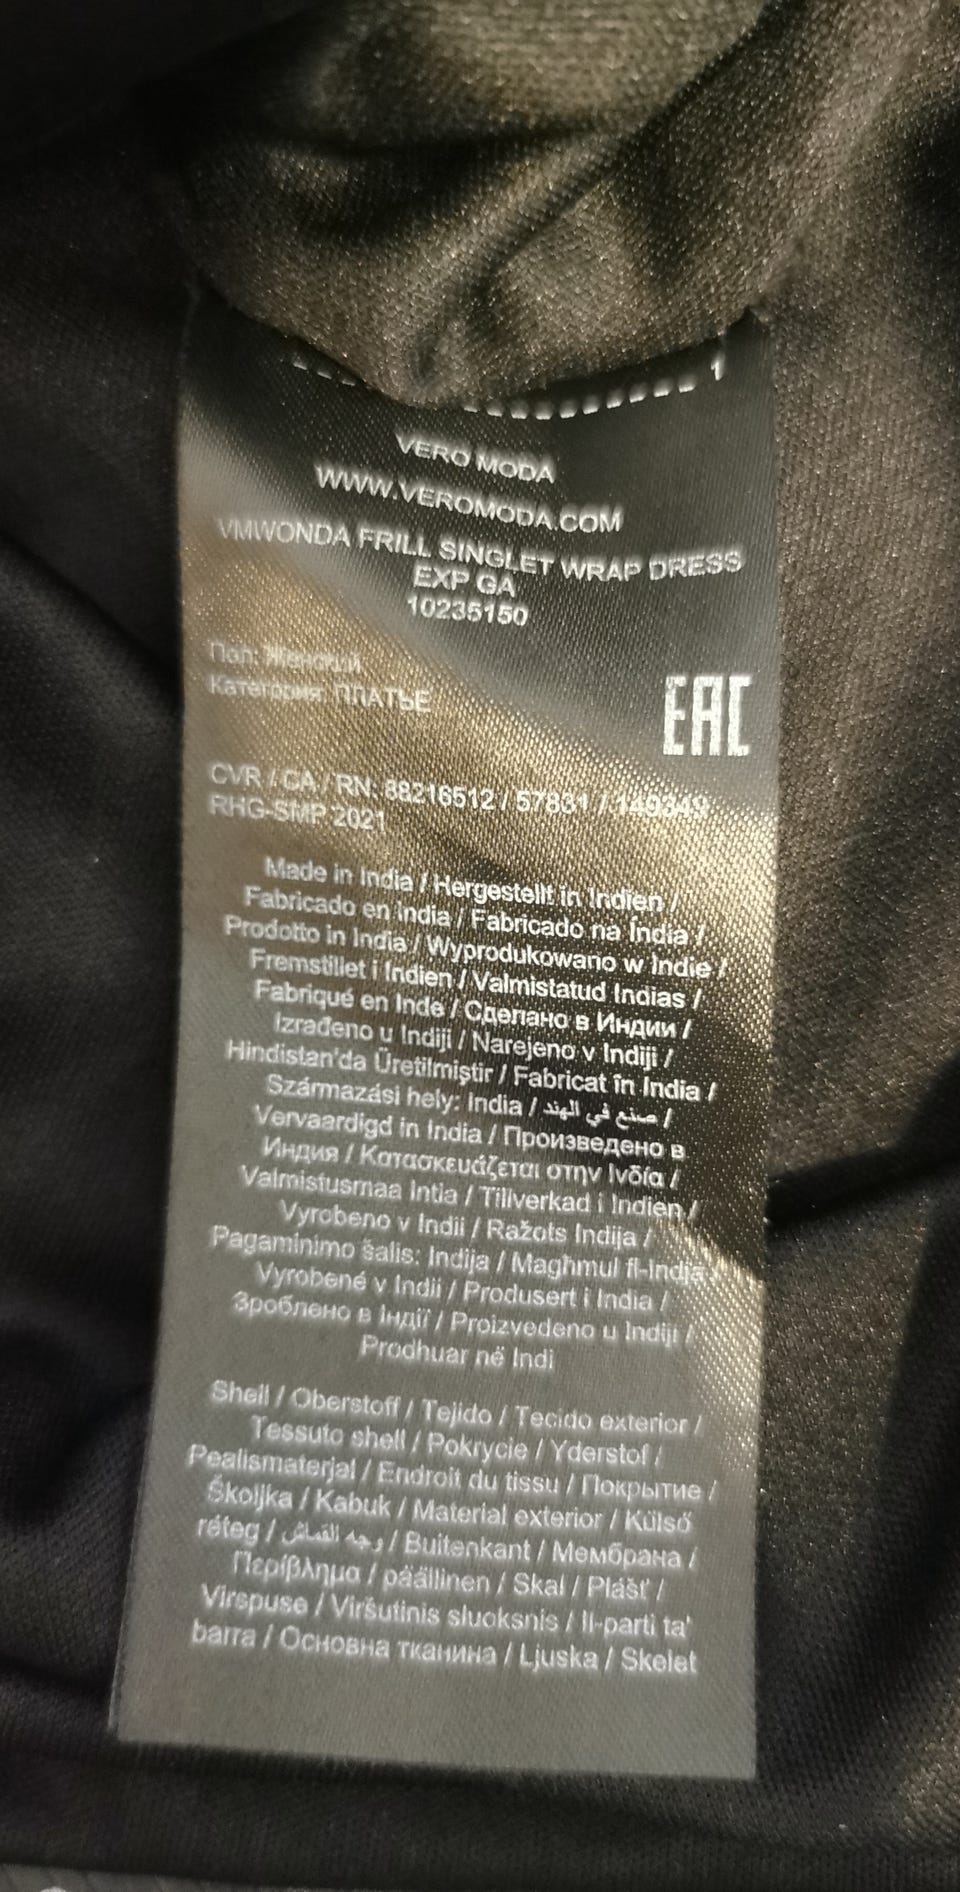 1
VERO MODA
WWW.VEROMODA.COM
VMWONDA FRILL SINGLET WRAP DRESS
EXP GA
10235150
Пол: Женский
Категория: ПЛАТЬЕ
EAC
CVR / CA / RN: 88216512 / 57831 / 149349
RHG-SMP 2021
Made in India / Hergestellt in Indien /
Fabricado en India / Fabricado na Índia /
Prodotto in India / Wyprodukowano w Indie /
Fremstillet i Indien / Valmistatud Indias /
Fabriqué en Inde / Сделано в Индии /
Izrađeno u Indiji / Narejeno v Indiji /
Hindistan'da Üretilmiştir / Fabricat în India /
Származási hely: India / صنع في الهند /
Vervaardigd in India / Произведено в
Индия / Κατασκευάζεται στην Ινδία /
Valmistusmaa Intia / Tillverkad i Indien /
Vyrobeno v Indii / Ražots Indija /
Pagaminimo šalis: Indija / Magħmul fl-Indja /
Vyrobené v Indii / Produsert i India /
Зроблено в Індії / Proizvedeno u Indiji /
Prodhuar në Indi
Shell / Oberstoff / Tejido / Tecido exterior /
Tessuto shell / Pokrycie / Yderstof /
Pealismaterjal / Endroit du tissu / Покрытие /
Školjka / Kabuk / Material exterior / Külső
réteg / وجه القماش / Buitenkant / Мембрана /
Περίβλημα / päällinen / Skal / Plášť /
Virspuse / Viršutinis sluoksnis / Il-parti ta'
barra / Основна тканина / Ljuska / Skelet